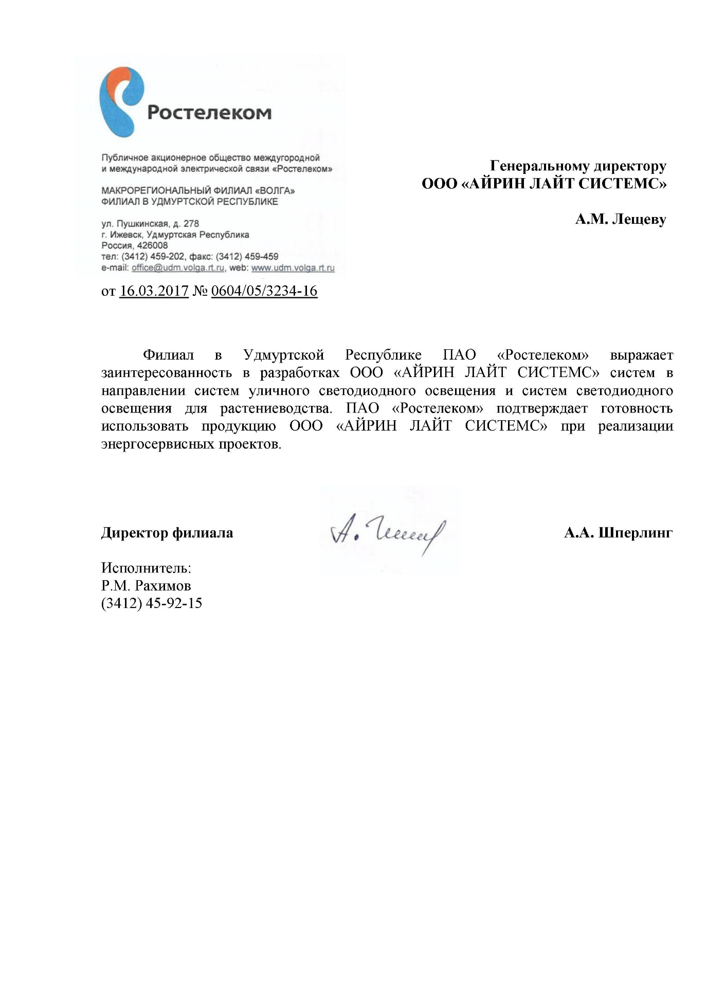 Ростелеком
Публичное акционерное общество междугородной
и международной электрической связи «Ростелеком»
МАКРОРЕГИОНАЛЬНЫЙ ФИЛИАЛ «ВОЛГА»
ФИЛИАЛ В УДМУРТСКОЙ РЕСПУБЛИКЕ
ул. Пушкинская, д. 278
г. Ижевск, Удмуртская Республика
Россия, 426008
тел: (3412) 459-202, факс: (3412) 459-459
e-mail: office@udm.volga.rt.ru, web: www.udm.volga.rt.ru
от 16.03.2017 № 0604/05/3234-16
Генеральному директору
ООО «АЙРИН ЛАЙТ СИСТЕМС»
А.М. Лещеву
Филиал в Удмуртской Республике ПАО «Ростелеком» выражает
заинтересованность в разработках ООО «АЙРИН ЛАЙТ СИСТЕМС» систем в
направлении систем уличного светодиодного освещения и систем светодиодного
освещения для растениеводства. ПАО «Ростелеком» подтверждает готовность
использовать продукцию ООО «АЙРИН ЛАЙТ СИСТЕМС» при реализации
энергосервисных проектов.
Директор филиала
А.А. Шперлинг
Исполнитель:
Р.М. Рахимов
(3412) 45-92-15